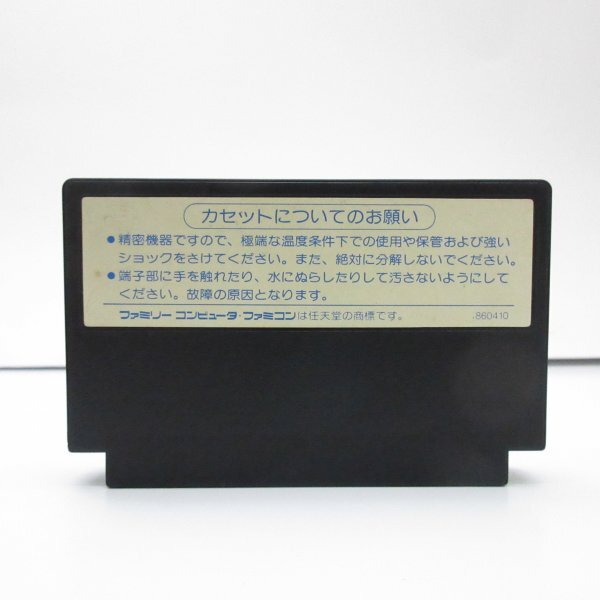 カセットについてのお願い
●精密機器ですので、極端な温度条件下での使用や保管および強い
ショックをさけてください。また、絶対に分解しないでください。
●端子部に手を触れたり、水にぬらしたりして汚さないようにして
ください。故障の原因となります。
ファミリー コンピュータ・ファミコンは任天堂の商標です。 860410